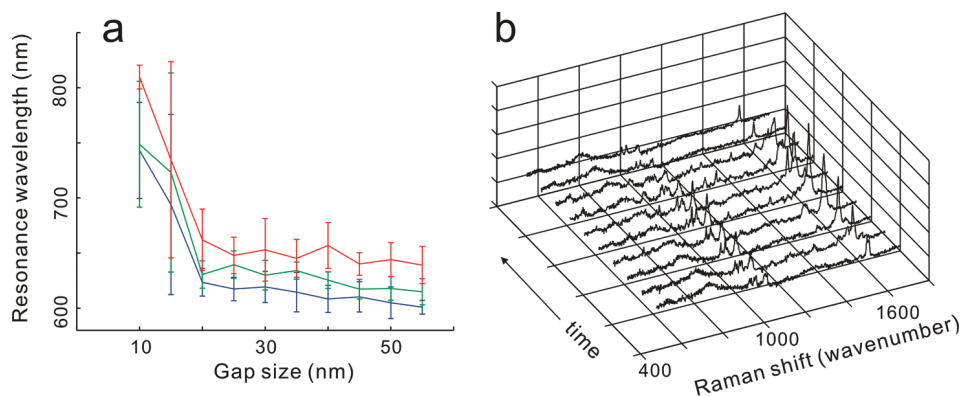 a
Resonance wavelength (nm)
800
700
600
10
30
50
Gap size (nm)
b
time
400
1000
1600
Raman shift (wavenumber)